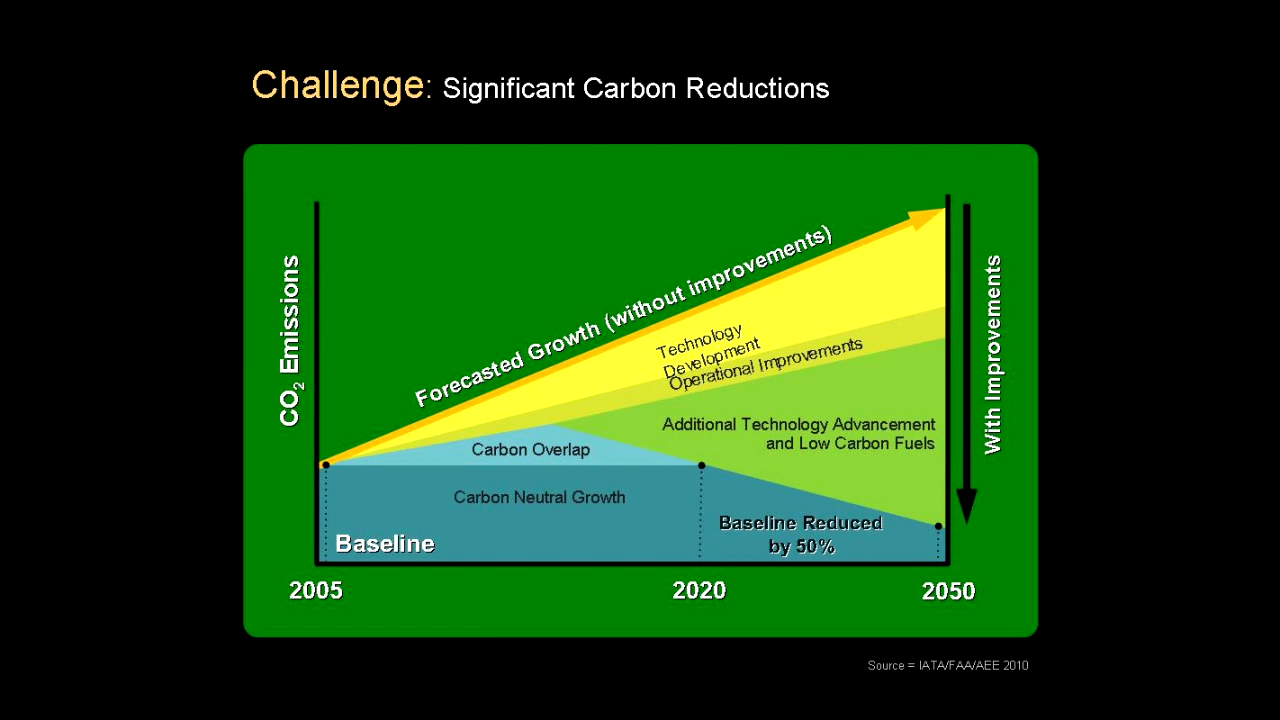 Challenge: Significant Carbon Reductions
CO2 Emissions
Forecasted Growth (without improvements)
Technology
Development
Operational Improvements
Additional Technology Advancement
and Low Carbon Fuels
Carbon Overlap
Carbon Neutral Growth
Baseline
Baseline Reduced
by 50%
With Improvements
2005
2020
2050
Source = IATA/FAA/AEE 2010